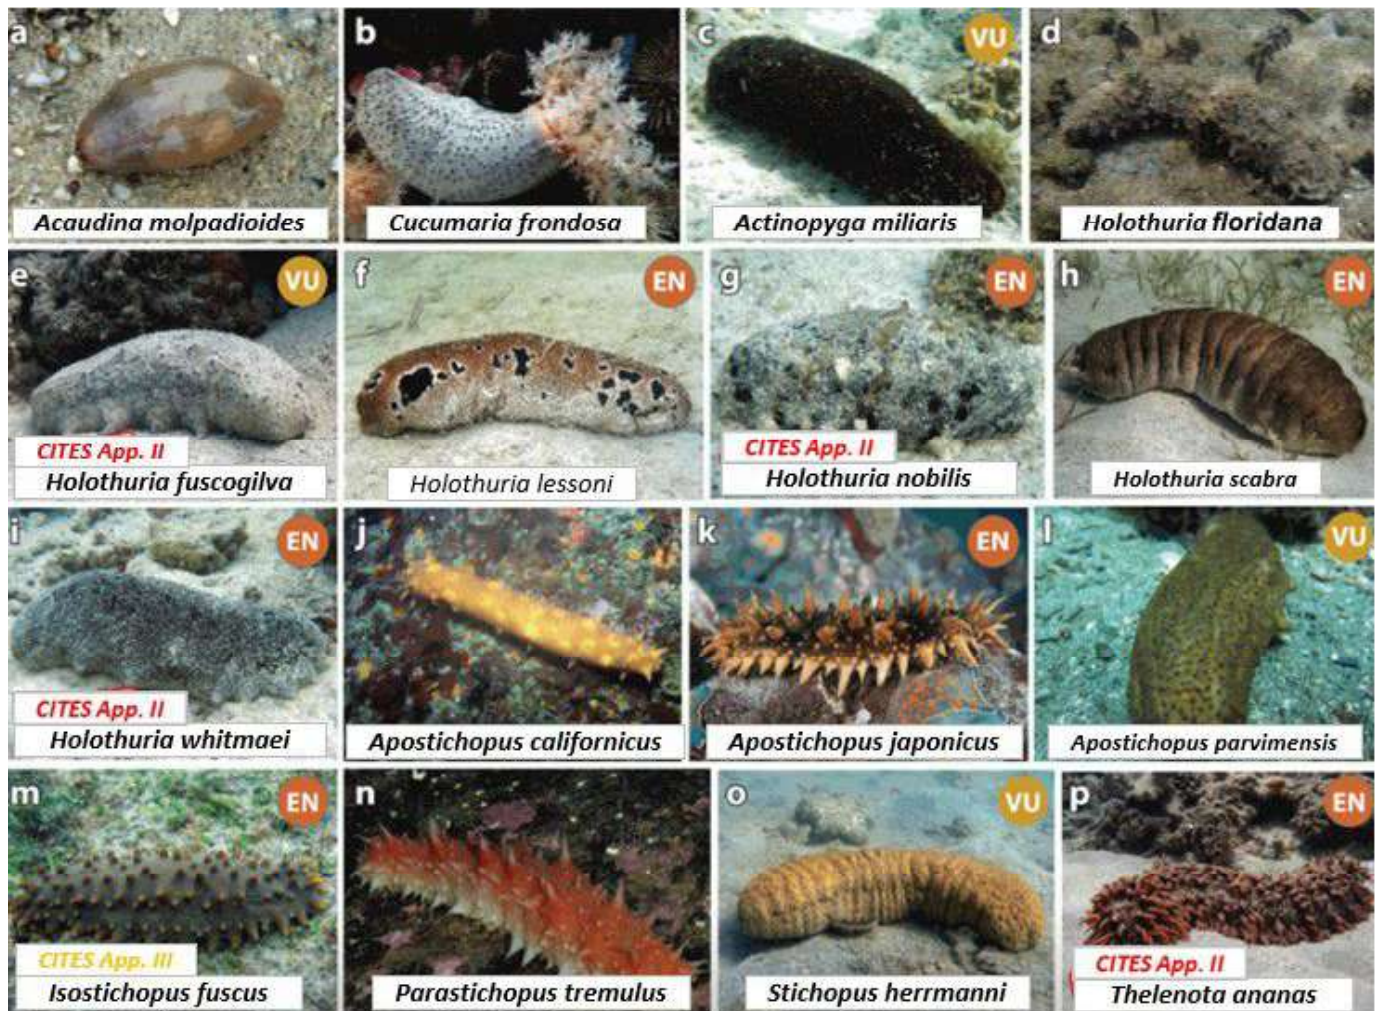 a
Acaudina molpadioides
b
Cucumaria frondosa
c
VU
Actinopyga miliaris
d
Holothuria floridana
e
VU
CITES App. II
Holothuria fuscogilva
f
EN
Holothuria lessoni
g
EN
CITES App. II
Holothuria nobilis
h
EN
Holothuria scabra
i
EN
CITES App. II
Holothuria whitmaei
j
Apostichopus californicus
k
EN
Apostichopus japonicus
l
VU
Apostichopus parvimensis
m
EN
CITES App. III
Isostichopus fuscus
n
Parastichopus tremulus
o
VU
Stichopus herrmanni
p
EN
CITES App. II
Thelenota ananas